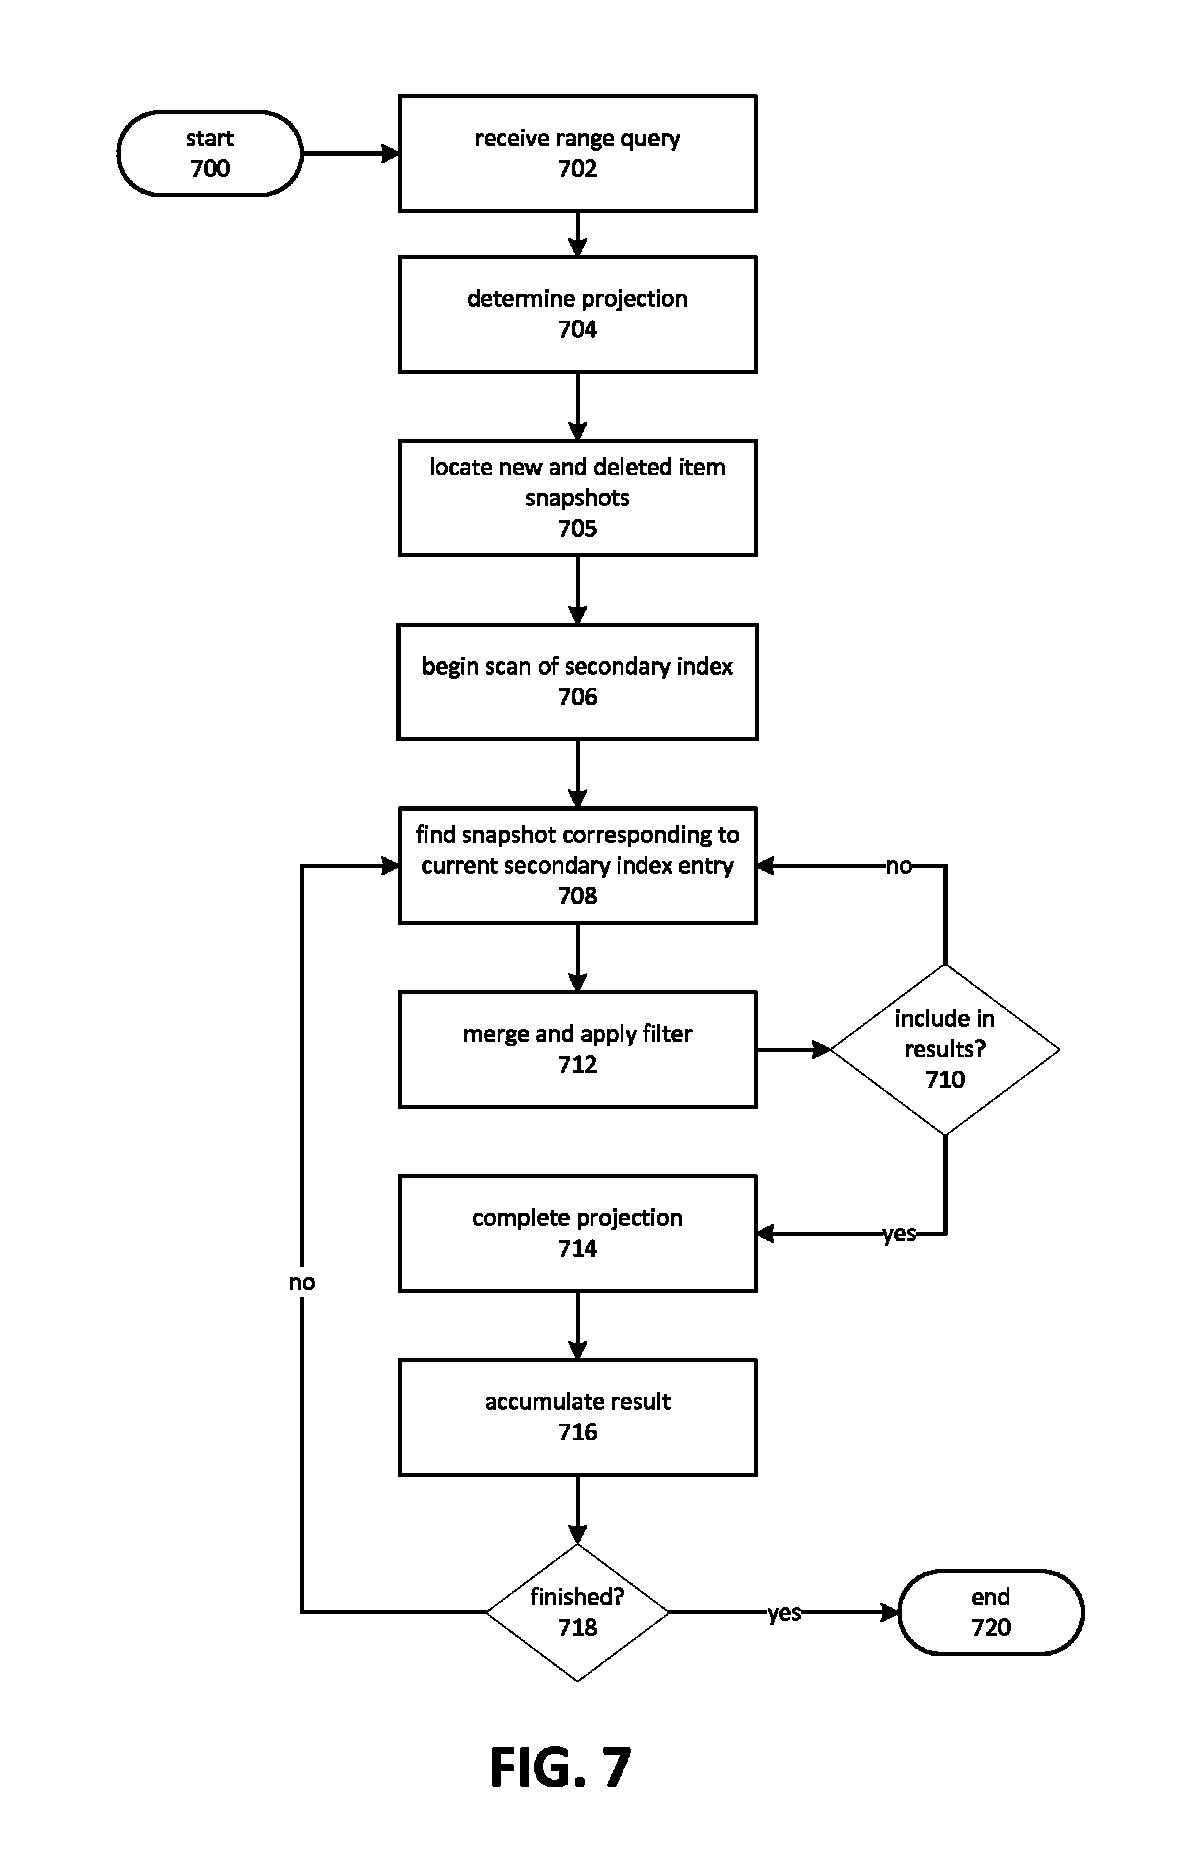 start
700
receive range query
702
determine projection
704
locate new and deleted item
snapshots
705
begin scan of secondary index
706
find snapshot corresponding to
current secondary index entry
708
no
merge and apply filter
712
include in
results?
710
complete projection
714
yes
no
accumulate result
716
finished?
718
yes
end
720
FIG. 7